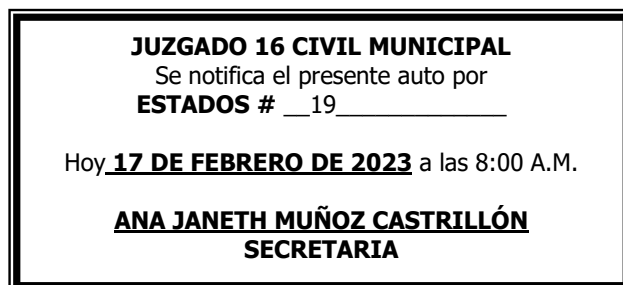 JUZGADO 16 CIVIL MUNICIPAL
Se notifica el presente auto por
ESTADOS # __19______________
Hoy 17 DE FEBRERO DE 2023 a las 8:00 A.M.
ANA JANETH MUÑOZ CASTRILLÓN
SECRETARIA